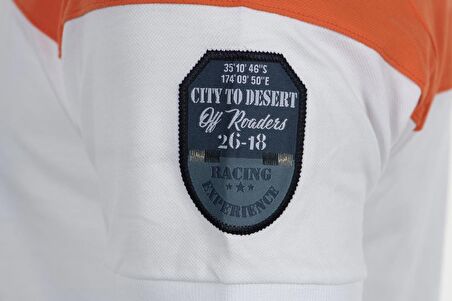 35'10' 46"S
174'09' 50"E
CITY TO DESERT
Off Roaders
26-18
RACING
EXPERIENCE